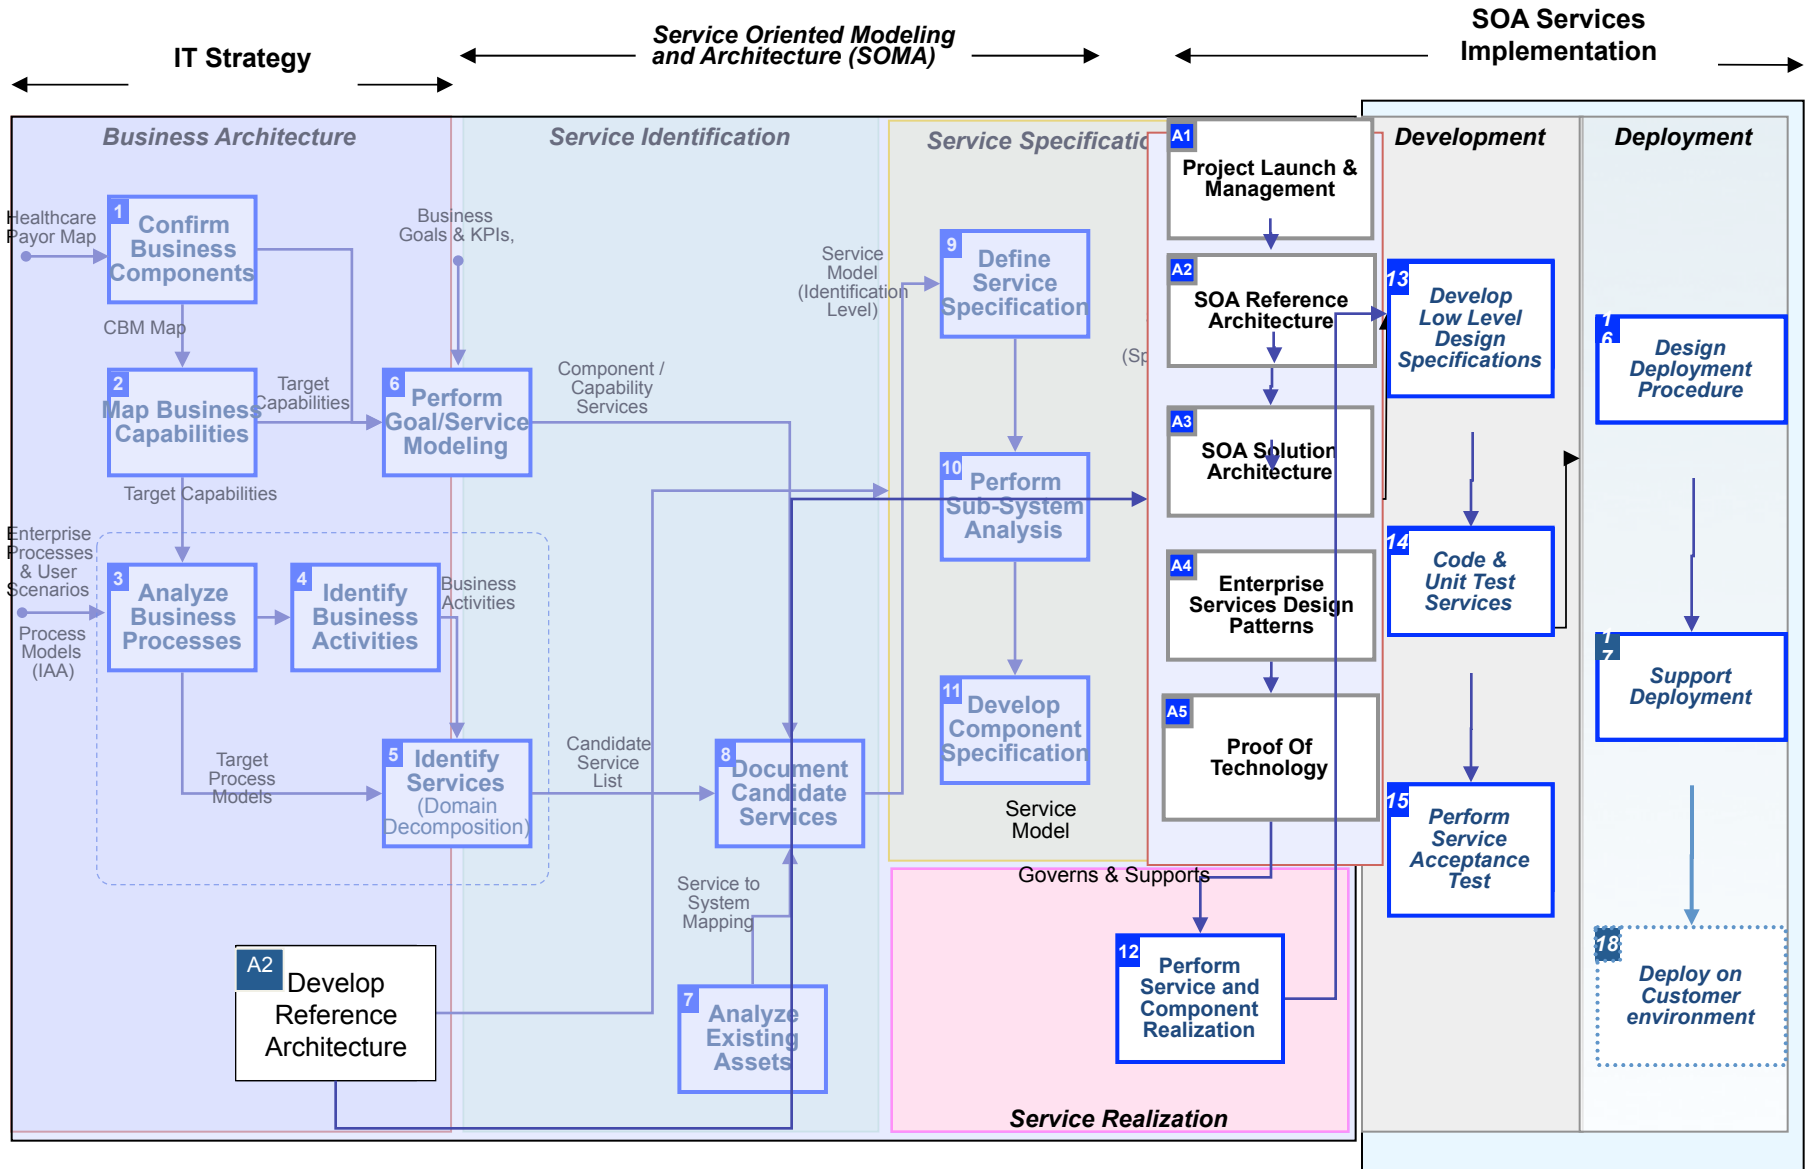 IT Strategy
Service Oriented Modeling
and Architecture (SOMA)
SOA Services
Implementation
Business Architecture
Service Identification
Service Specificatio
Development
Deployment
Healthcare
Payor Map
1
Confirm
Business
Components
CBM Map
2
Map Business
Capabilities
Target
Capabilities
Target Capabilities
Business
Goals & KPIs,
6
Perform
Goal/Service
Modeling
Component /
Capability
Services
Enterprise
Processes
& User
Scenarios
Process
Models
(IAA)
3
Analyze
Business
Processes
4
Identify
Business
Activities
Business
Activities
Target
Process
Models
5
Identify
Services
(Domain
Decomposition)
Candidate
Service
List
8
Document
Candidate
Services
Service to
System
Mapping
7
Analyze
Existing
Assets
A2
Develop
Reference
Architecture
Service
Model
(Identification
Level)
9
Define
Service
Specification
10
Perform
Sub-System
Analysis
11
Develop
Component
Specification
Service
Model
(Sp
A1
Project Launch &
Management
A2
SOA Reference
Architecture
A3
SOA Solution
Architecture
A4
Enterprise
Services Design
Patterns
A5
Proof Of
Technology
Governs & Supports
12
Perform
Service and
Component
Realization
Service Realization
13
Develop
Low Level
Design
Specifications
14
Code &
Unit Test
Services
15
Perform
Service
Acceptance
Test
16
Design
Deployment
Procedure
17
Support
Deployment
18
Deploy on
Customer
environment